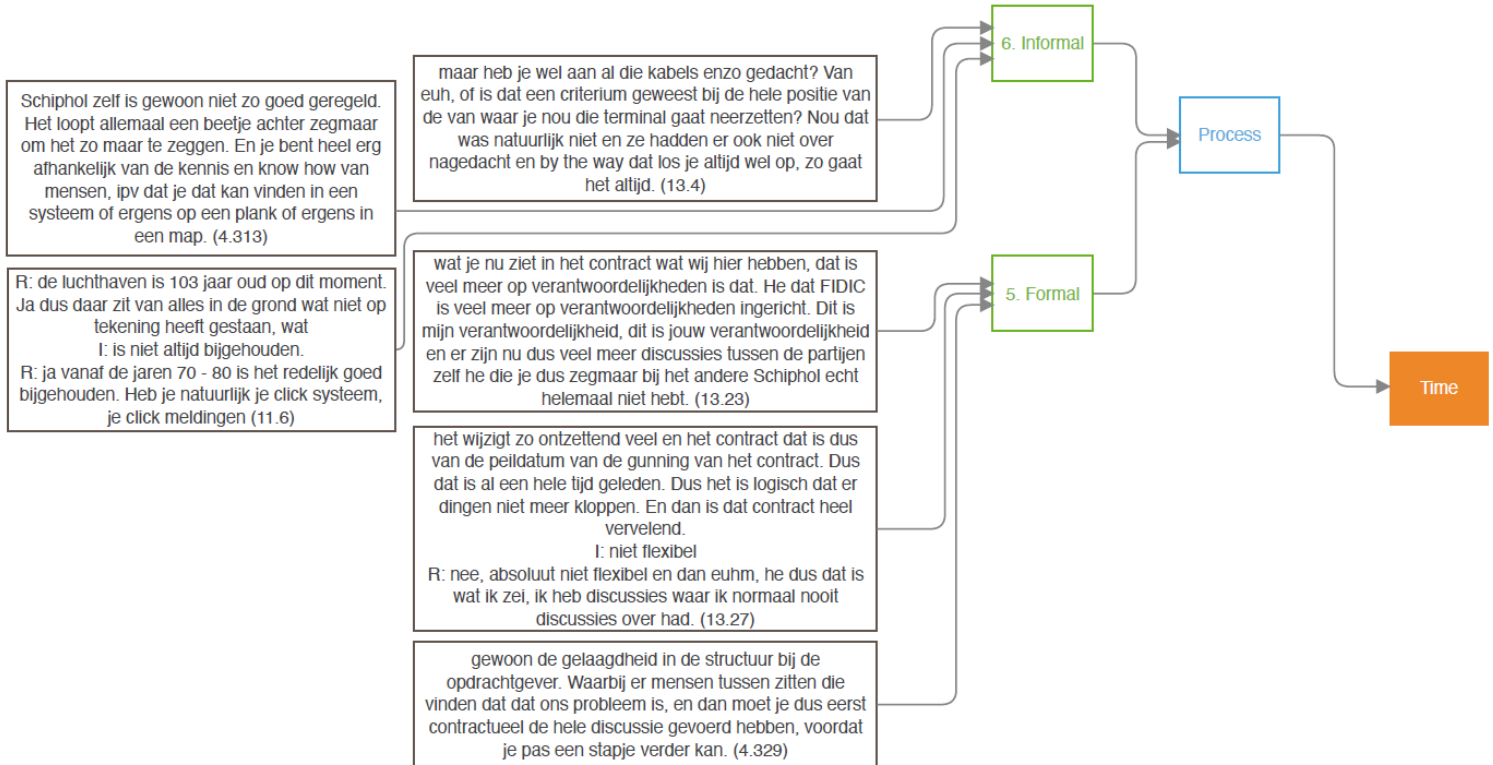 6. Informal
maar heb je wel aan al die kabels enzo gedacht? Van
euh, of is dat een criterium geweest bij de hele positie van
de van waar je nou die terminal gaat neerzetten? Nou dat
was natuurlijk niet en ze hadden er ook niet over
nagedacht en by the way dat los je altijd wel op, zo gaat
het altijd. (13.4)
Schiphol zelf is gewoon niet zo goed geregeld.
Het loopt allemaal een beetje achter zegmaar
om het zo maar te zeggen. En je bent heel erg
afhankelijk van de kennis en know how van
mensen, ipv dat je dat kan vinden in een
systeem of ergens op een plank of ergens in
een map. (4.313)
Process
R: de luchthaven is 103 jaar oud op dit moment.
Ja dus daar zit van alles in de grond wat niet op
tekening heeft gestaan, wat
I: is niet altijd bijgehouden.
R: ja vanaf de jaren 70 - 80 is het redelijk goed
bijgehouden. Heb je natuurlijk je click systeem,
je click meldingen (11.6)
wat je nu ziet in het contract wat wij hier hebben, dat is
veel meer op verantwoordelijkheden is dat. He dat FIDIC
is veel meer op verantwoordelijkheden ingericht. Dit is
mijn verantwoordelijkheid, dit is jouw verantwoordelijkheid
en er zijn nu dus veel meer discussies tussen de partijen
zelf he die je dus zegmaar bij het andere Schiphol echt
helemaal niet hebt. (13.23)
5. Formal
Time
het wijzigt zo ontzettend veel en het contract dat is dus
van de peildatum van de gunning van het contract. Dus
dat is al een hele tijd geleden. Dus het is logisch dat er
dingen niet meer kloppen. En dan is dat contract heel
vervelend.
I: niet flexibel
R: nee, absoluut niet flexibel en dan euhm, he dus dat is
wat ik zei, ik heb discussies waar ik normaal nooit
discussies over had. (13.27)
gewoon de gelaagdheid in de structuur bij de
opdrachtgever. Waarbij er mensen tussen zitten die
vinden dat dat ons probleem is, en dan moet je dus eerst
contractueel de hele discussie gevoerd hebben, voordat
je pas een stapje verder kan. (4.329)